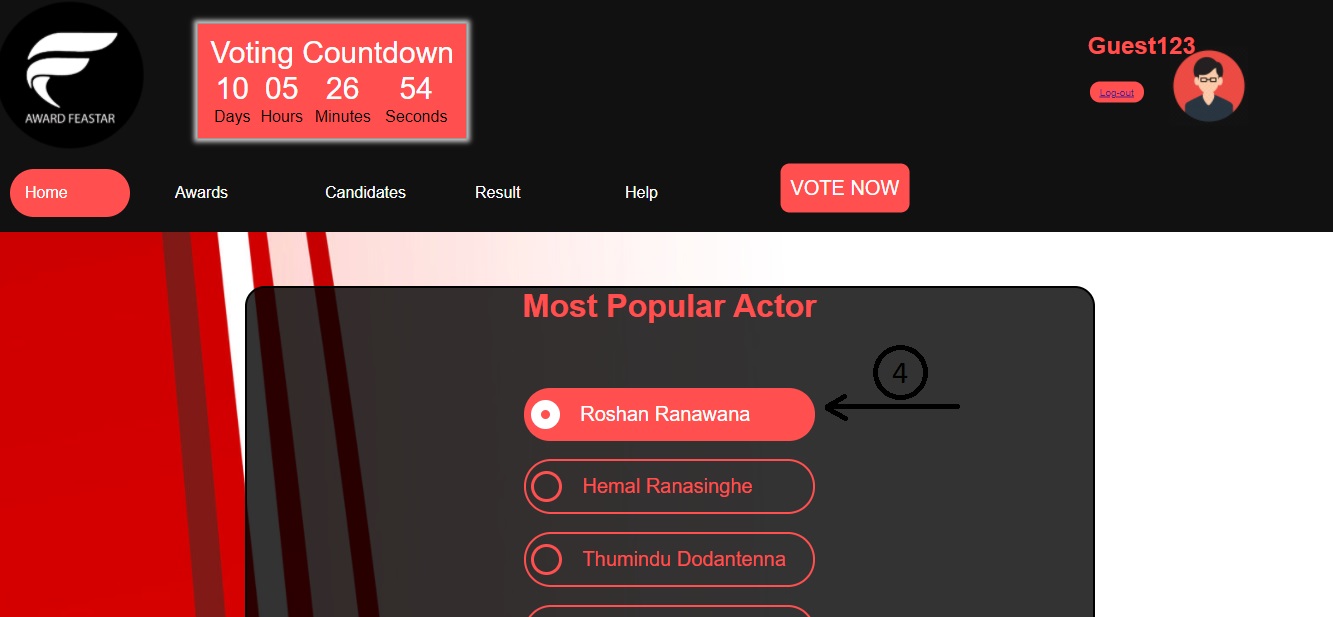 AWARD FEASTAR
Voting Countdown
10 05 26 54
Days Hours Minutes Seconds
Guest123
Log-out
Home Awards Candidates Result Help VOTE NOW
Most Popular Actor
4
Roshan Ranawana
Hemal Ranasinghe
Thumindu Dodantenna